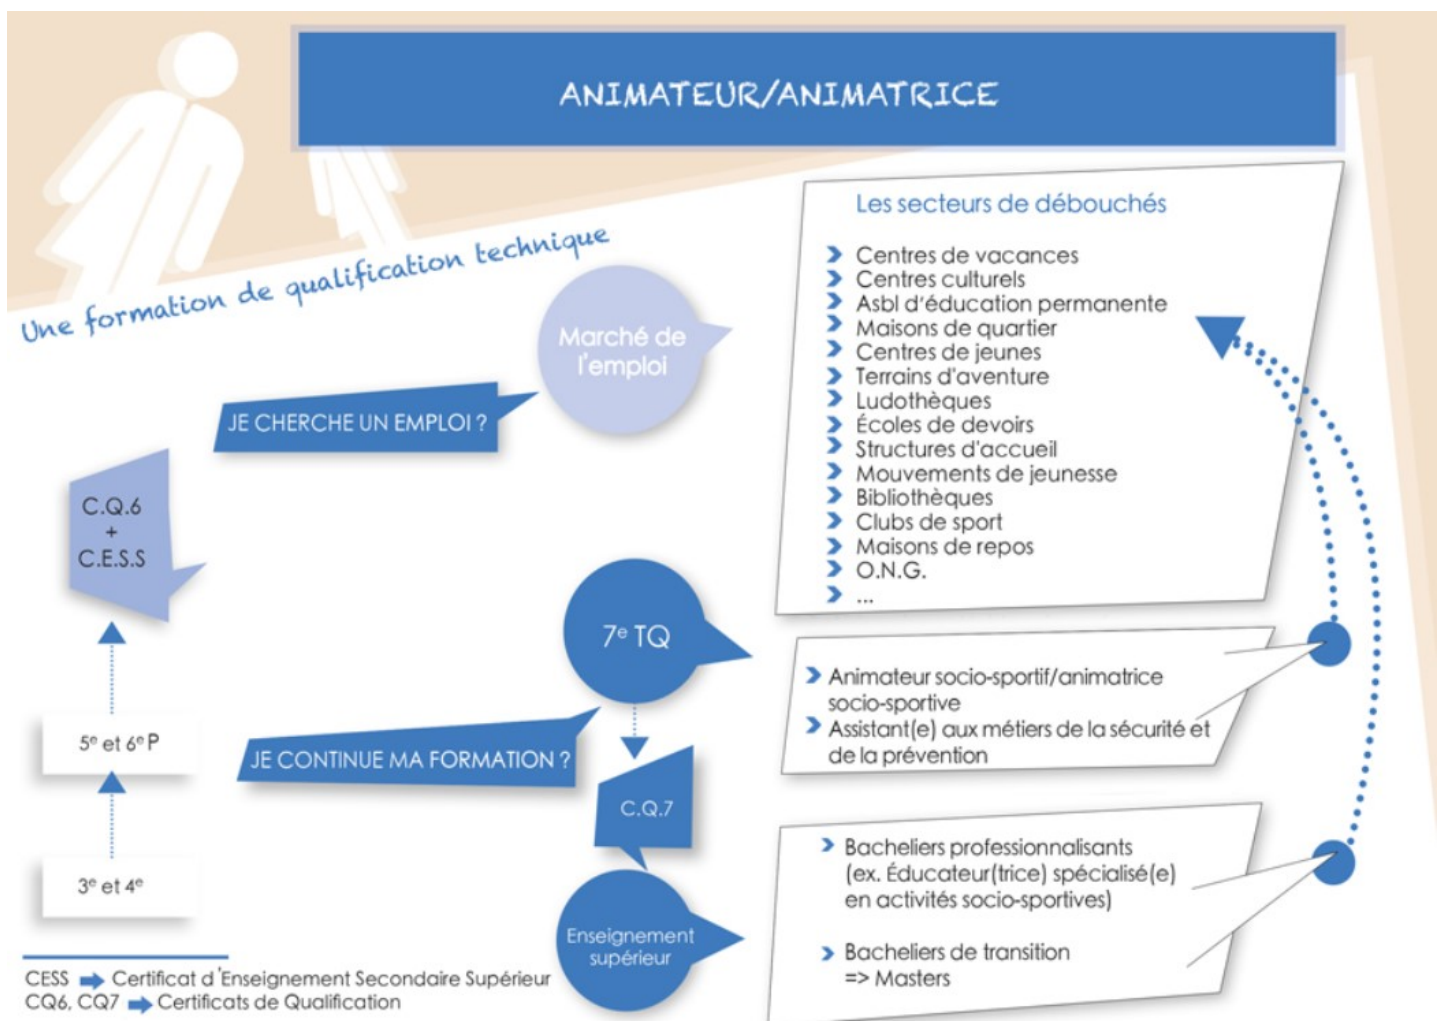 ANIMATEUR/ANIMATRICE
Une formation de qualification technique
Les secteurs de débouchés
Centres de vacances
Centres culturels
Asbl d'éducation permanente
Maisons de quartier
Centres de jeunes
Terrains d'aventure
Ludothèques
Écoles de devoirs
Structures d'accueil
Mouvements de jeunesse
Bibliothèques
Clubs de sport
Maisons de repos
O.N.G.
...
Marché de
l'emploi
JE CHERCHE UN EMPLOI ?
C.Q.6
+
C.E.S.S
5e et 6e P
3e et 4e
7e TQ
JE CONTINUE MA FORMATION ?
C.Q.7
Enseignement
supérieur
Animateur socio-sportif/animatrice
socio-sportive
Assistant(e) aux métiers de la sécurité et
de la prévention
Bacheliers professionnalisants
(ex. Éducateur(trice) spécialisé(e)
en activités socio-sportives)
Bacheliers de transition
=> Masters
CESS ➡ Certificat d'Enseignement Secondaire Supérieur
CQ6, CQ7 ➡ Certificats de Qualification